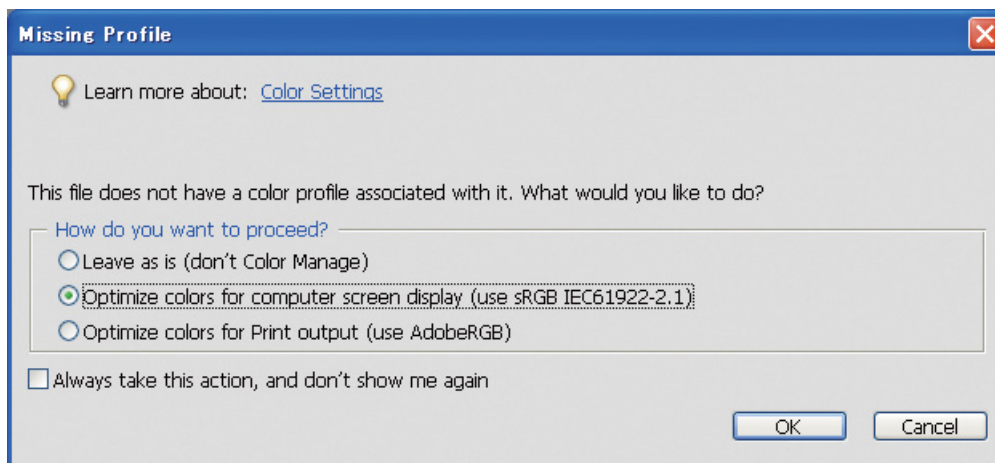 Missing Profile
Learn more about: Color Settings
This file does not have a color profile associated with it. What would you like to do?
How do you want to proceed?
Leave as is (don't Color Manage)
Optimize colors for computer screen display (use sRGB IEC61922-2.1)
Optimize colors for Print output (use AdobeRGB)
Always take this action, and don't show me again
OK Cancel